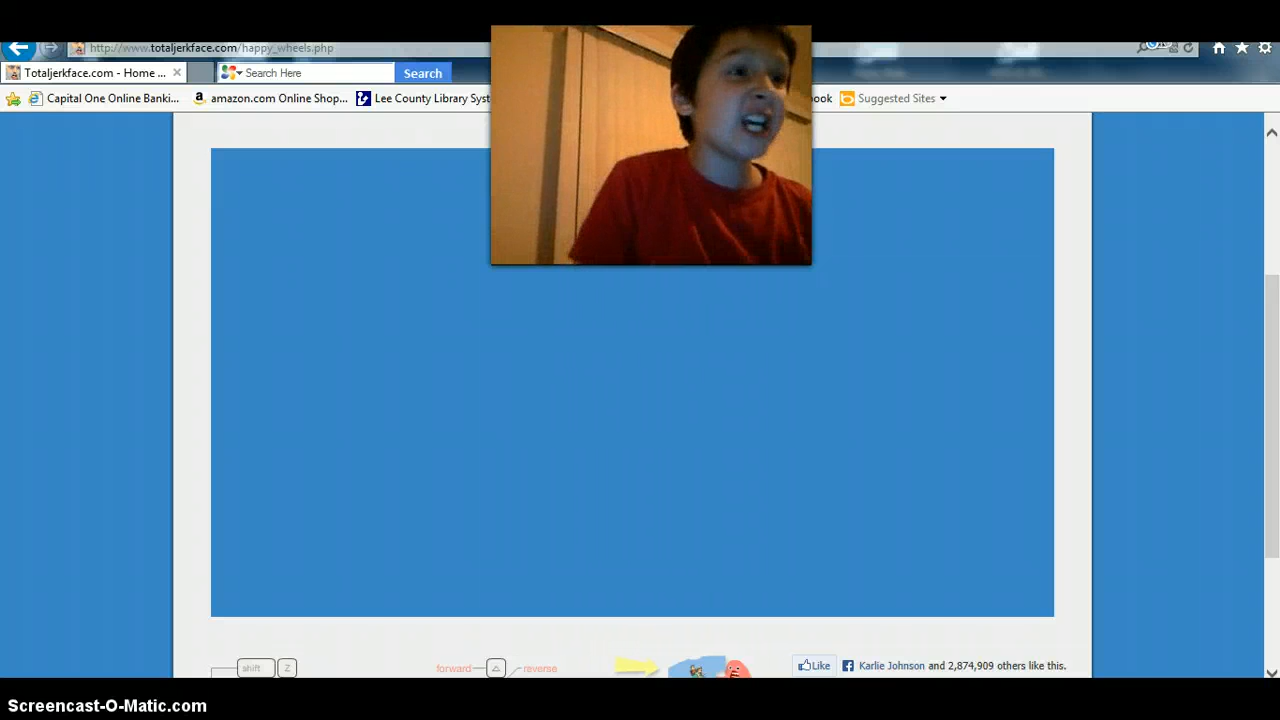 http://www.totaljerkface.com/happy_wheels.php
Totaljerkface.com - Home ...
Search Here
Search
Capital One Online Banki...
amazon.com Online Shop...
Lee County Library Syst
book
Suggested Sites
shift
Z
forward
reverse
Like
Karlie Johnson and 2,874,909 others like this.
Screencast-O-Matic.com